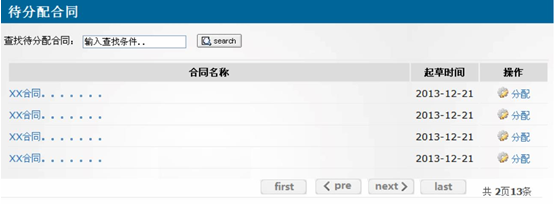 待分配合同
查找待分配合同： 输入查找条件.. search
合同名称 起草时间 操作
XX合同．．．．．．． 2013-12-21 分配
XX合同．．．．．．． 2013-12-21 分配
XX合同．．．．．．． 2013-12-21 分配
XX合同．．．．．．． 2013-12-21 分配
first pre next last 共 2页13条